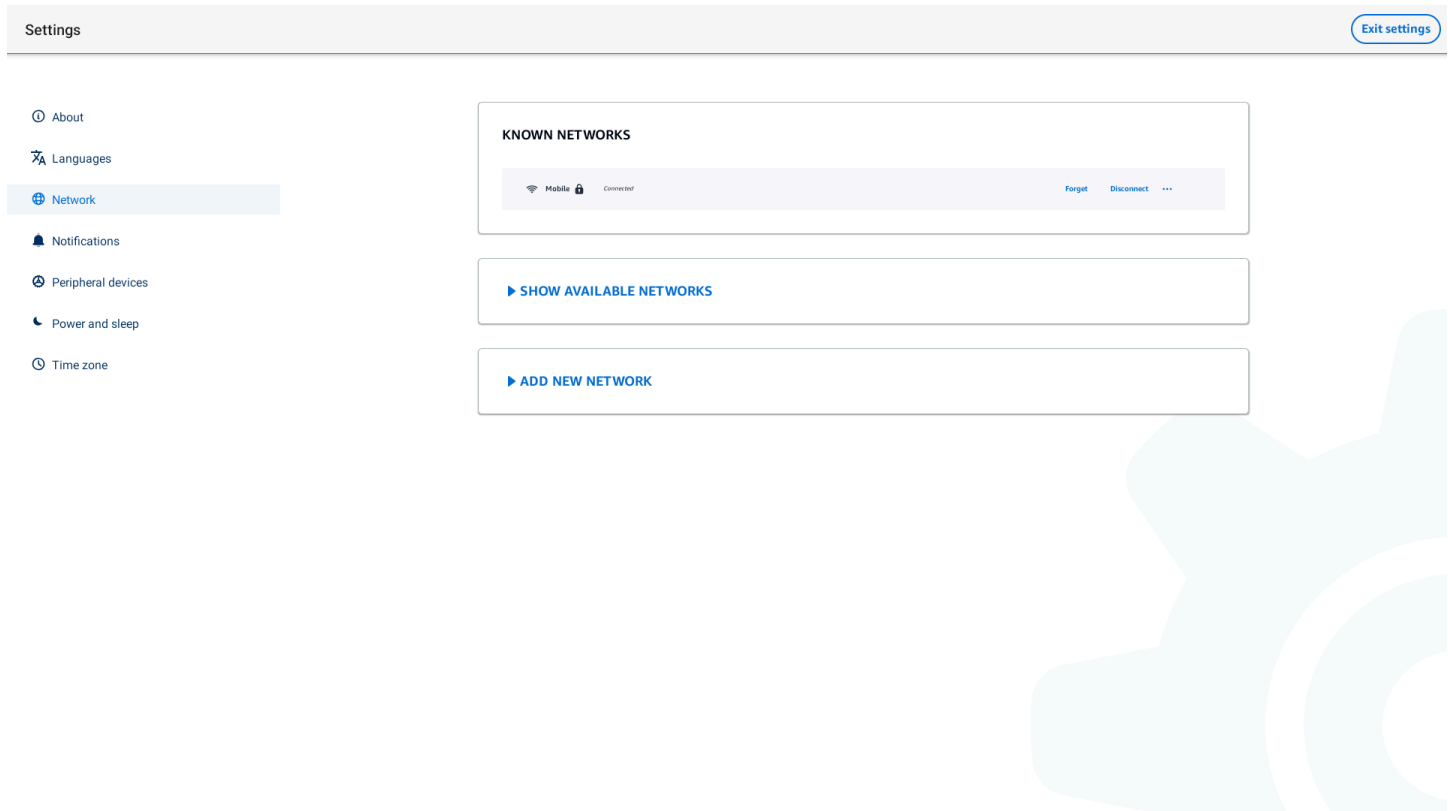 Settings
Exit settings
About
Languages
Network
Notifications
Peripheral devices
Power and sleep
Time zone
KNOWN NETWORKS
Mobile Connected Forget Disconnect ...
SHOW AVAILABLE NETWORKS
ADD NEW NETWORK